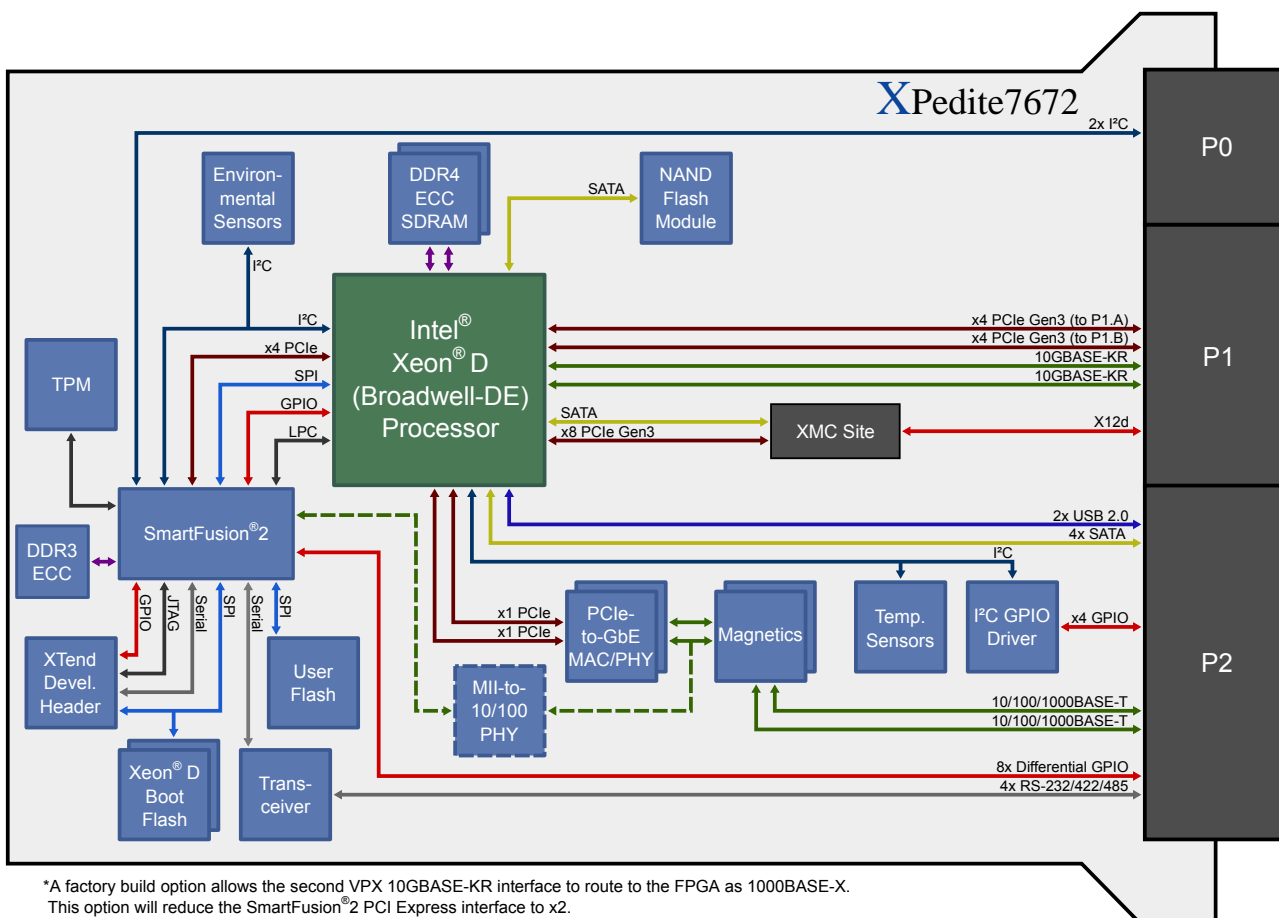 XPedite7672
2x I²C
P0
Environ-
mental
Sensors
DDR4
ECC
SDRAM
SATA
NAND
Flash
Module
I²C
I²C
x4 PCIe
SPI
GPIO
LPC
Intel®
Xeon® D
(Broadwell-DE)
Processor
x4 PCIe Gen3 (to P1.A)
x4 PCIe Gen3 (to P1.B)
10GBASE-KR
10GBASE-KR
P1
TPM
SATA
x8 PCIe Gen3
XMC Site
X12d
SmartFusion®2
DDR3
ECC
2x USB 2.0
4x SATA
I²C
GPIO
JTAG
Serial
SPI
Serial
SPI
x1 PCIe
x1 PCIe
PCIe-
to-GbE
MAC/PHY
Magnetics
Temp.
Sensors
I²C GPIO
Driver
x4 GPIO
P2
XTend
Devel.
Header
User
Flash
MII-to-
10/100
PHY
10/100/1000BASE-T
10/100/1000BASE-T
Xeon® D
Boot
Flash
Trans-
ceiver
8x Differential GPIO
4x RS-232/422/485
*A factory build option allows the second VPX 10GBASE-KR interface to route to the FPGA as 1000BASE-X.
This option will reduce the SmartFusion®2 PCI Express interface to x2.